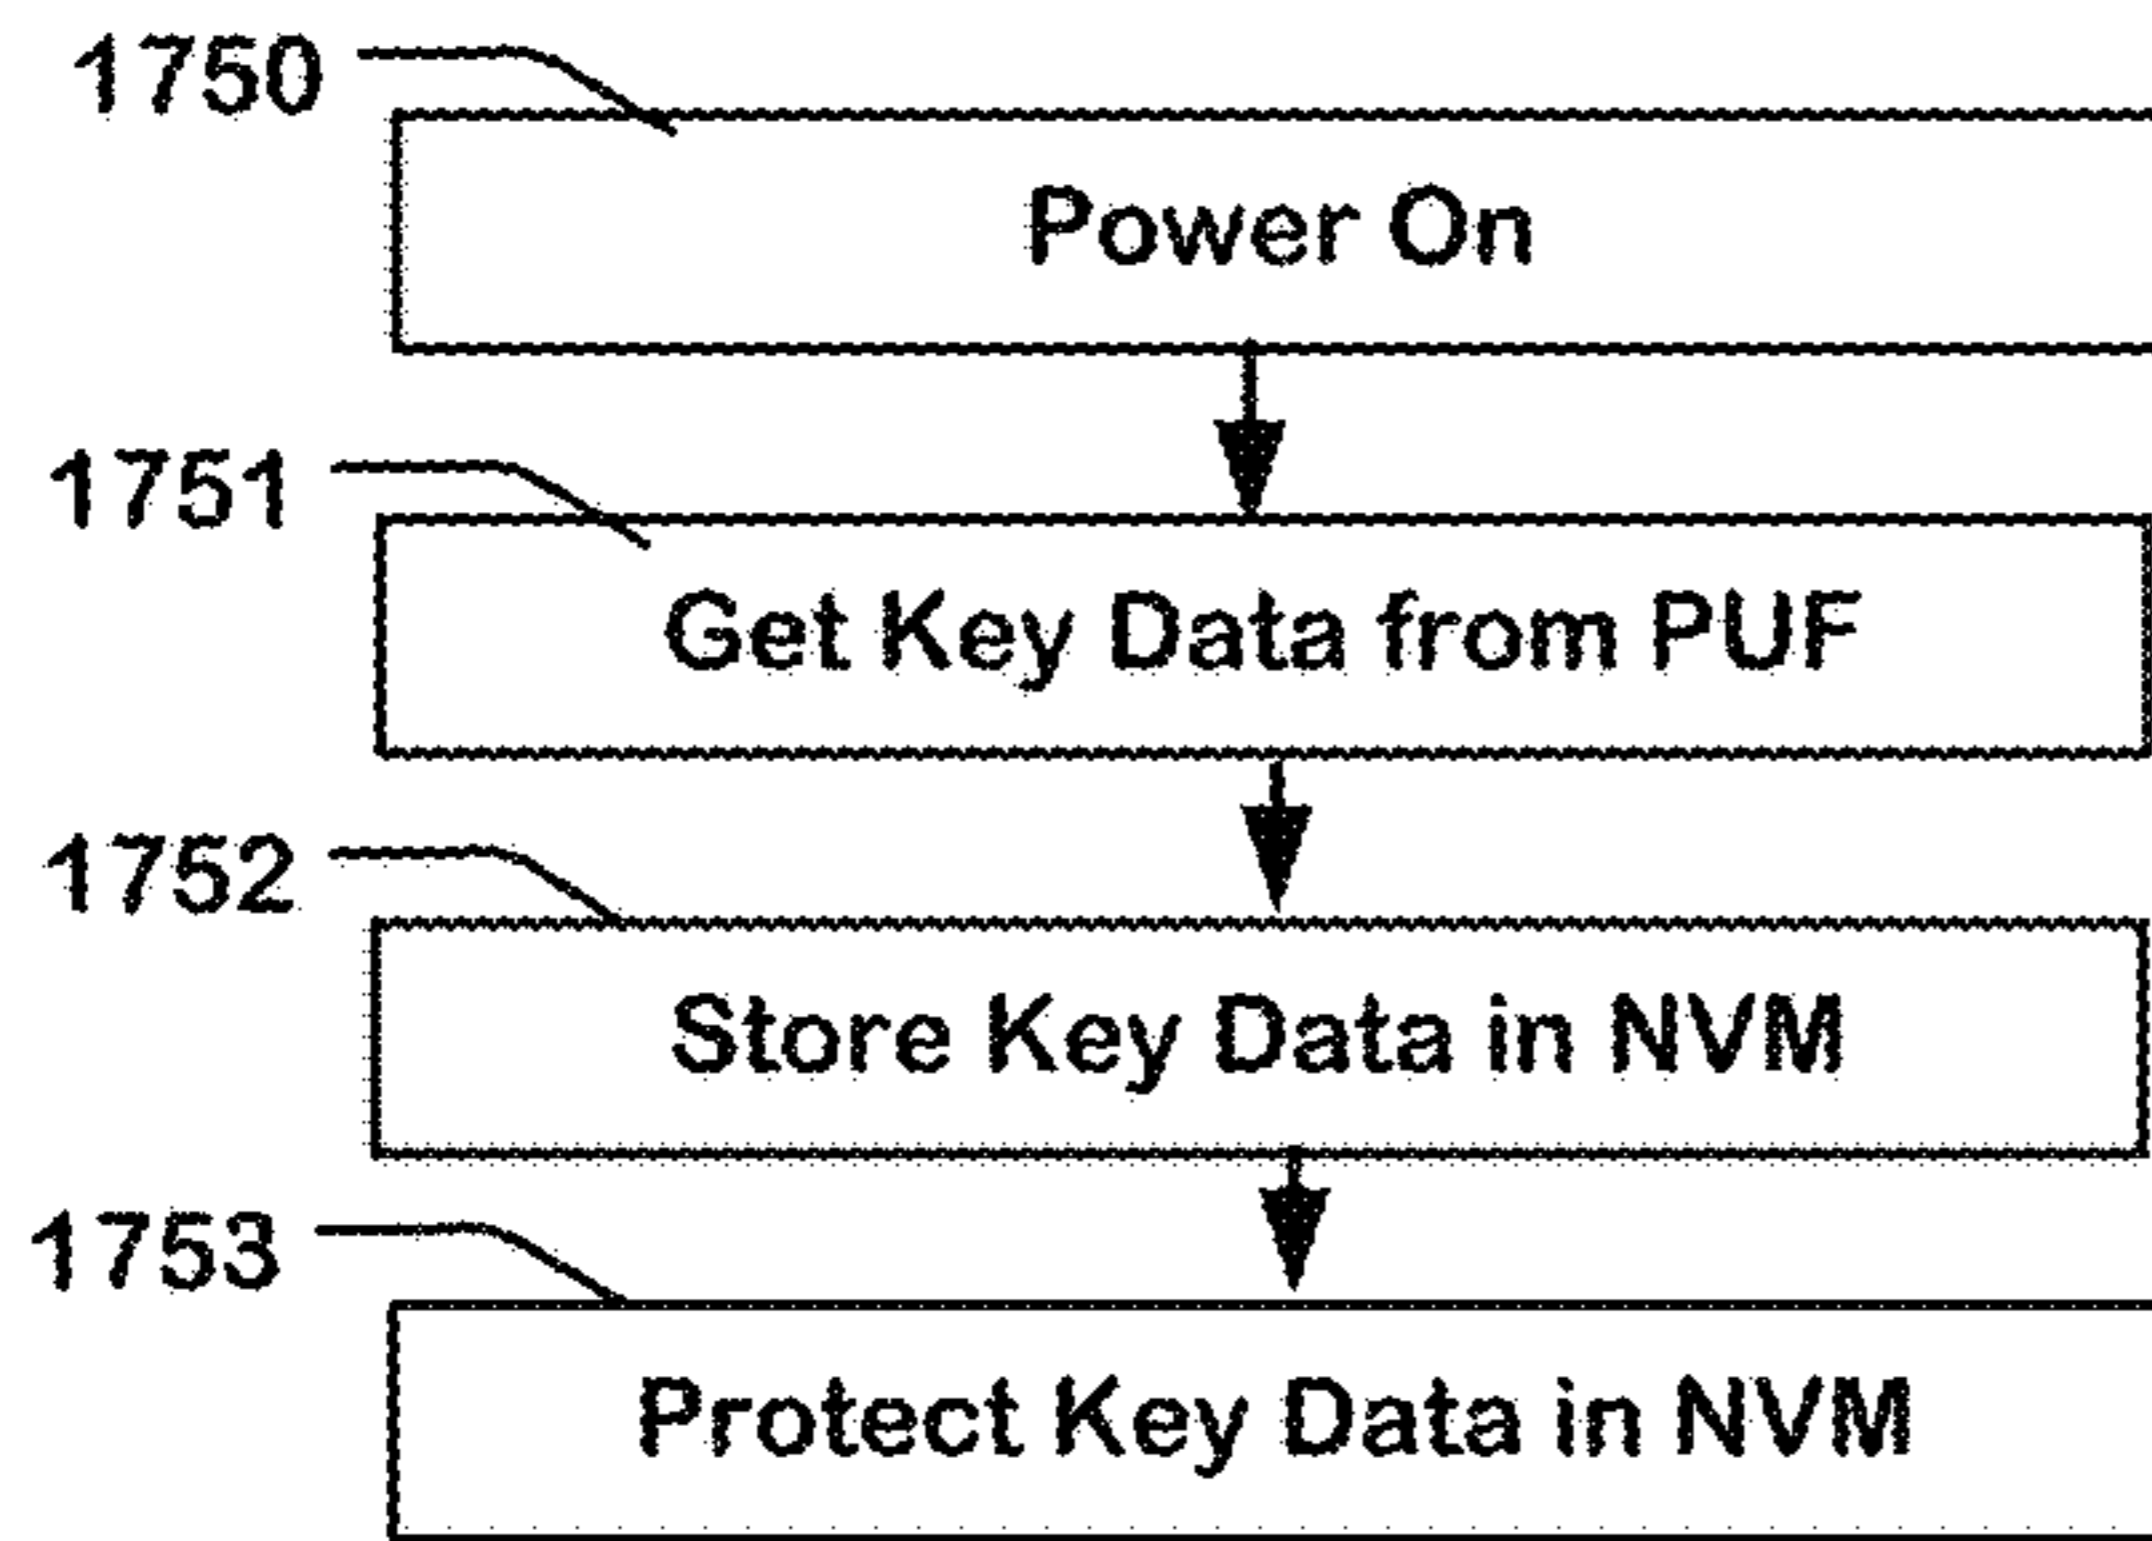 1750
Power On
1751
Get Key Data from PUF
1752
Store Key Data in NVM
1753
Protect Key Data in NVM